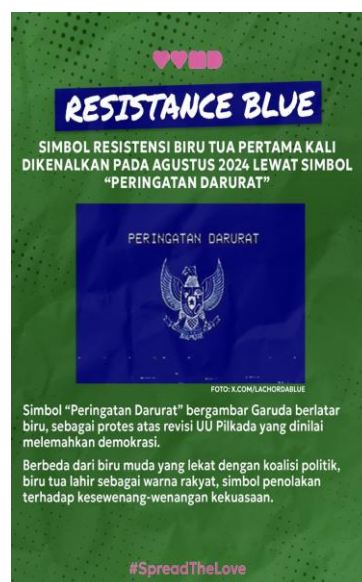 RESISTANCE BLUE
SIMBOL RESISTENSI BIRU TUA PERTAMA KALI
DIKENALKAN PADA AGUSTUS 2024 LEWAT SIMBOL
“PERINGATAN DARURAT”
PERINGATAN DARURAT
FOTO: X.COM/LACHORDABLUE
Simbol “Peringatan Darurat” bergambar Garuda berlatar
biru, sebagai protes atas revisi UU Pilkada yang dinilai
melemahkan demokrasi.
Berbeda dari biru muda yang lekat dengan koalisi politik,
biru tua lahir sebagai warna rakyat, simbol penolakan
terhadap kesewenang-wenangan kekuasaan.
#SpreadTheLove